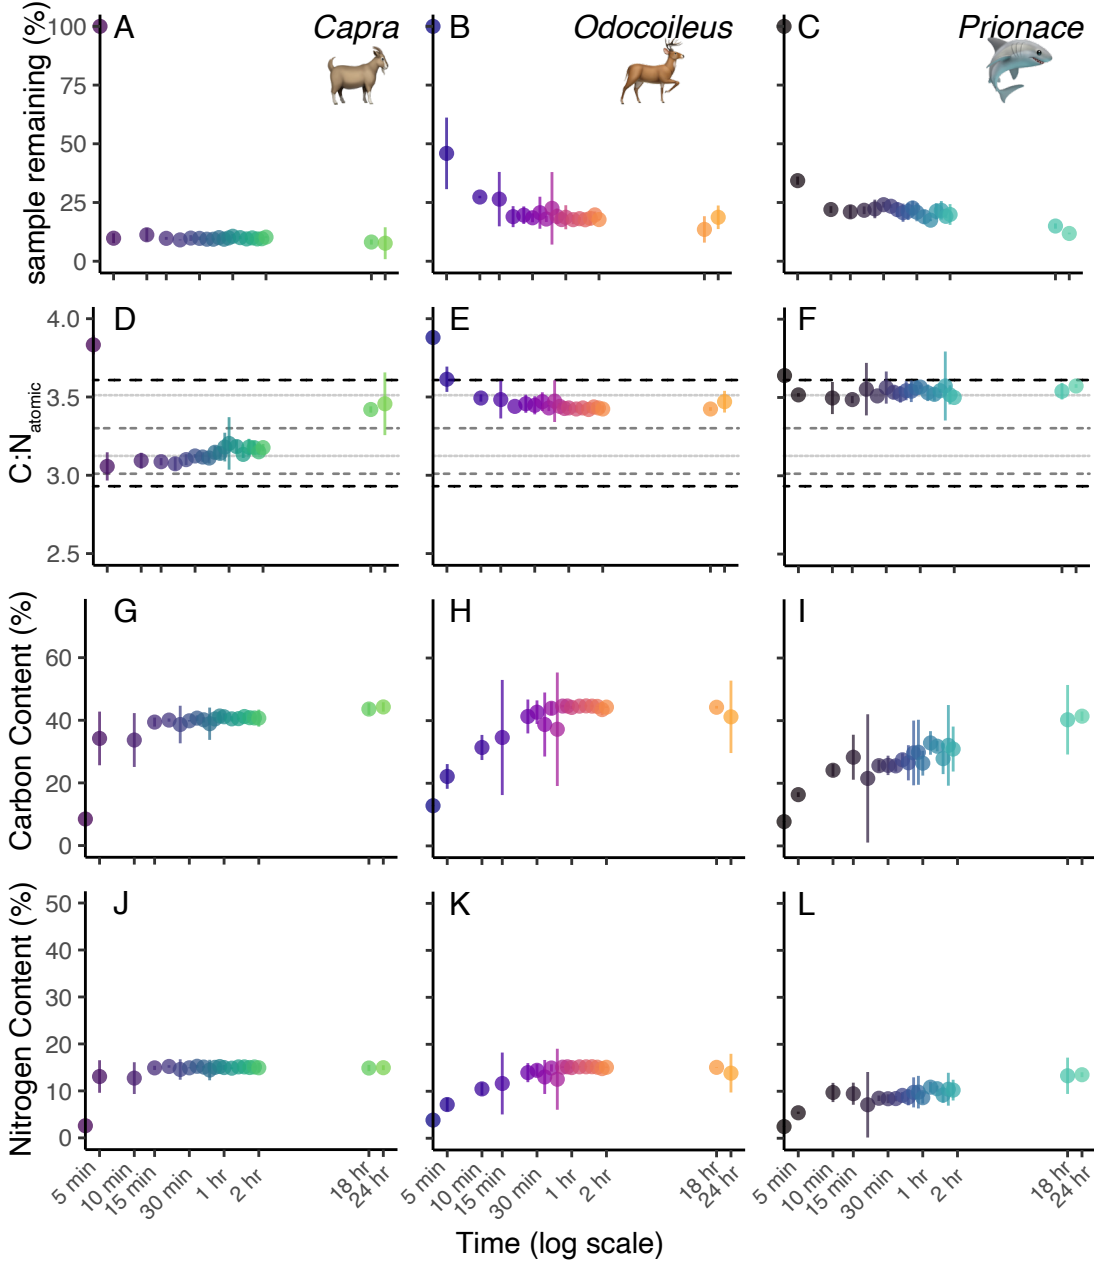 A
Capra
B
Odocoileus
C
Prionace
sample remaining (%)
100
75
50
25
0
D
E
F
C:Natomic
4.0
3.5
3.0
2.5
G
H
I
Carbon Content (%)
60
40
20
0
J
K
L
Nitrogen Content (%)
50
40
30
20
10
0
5 min
10 min
15 min
30 min
1 hr
2 hr
18 hr
24 hr
5 min
10 min
15 min
30 min
1 hr
2 hr
18 hr
24 hr
5 min
10 min
15 min
30 min
1 hr
2 hr
18 hr
24 hr
Time (log scale)